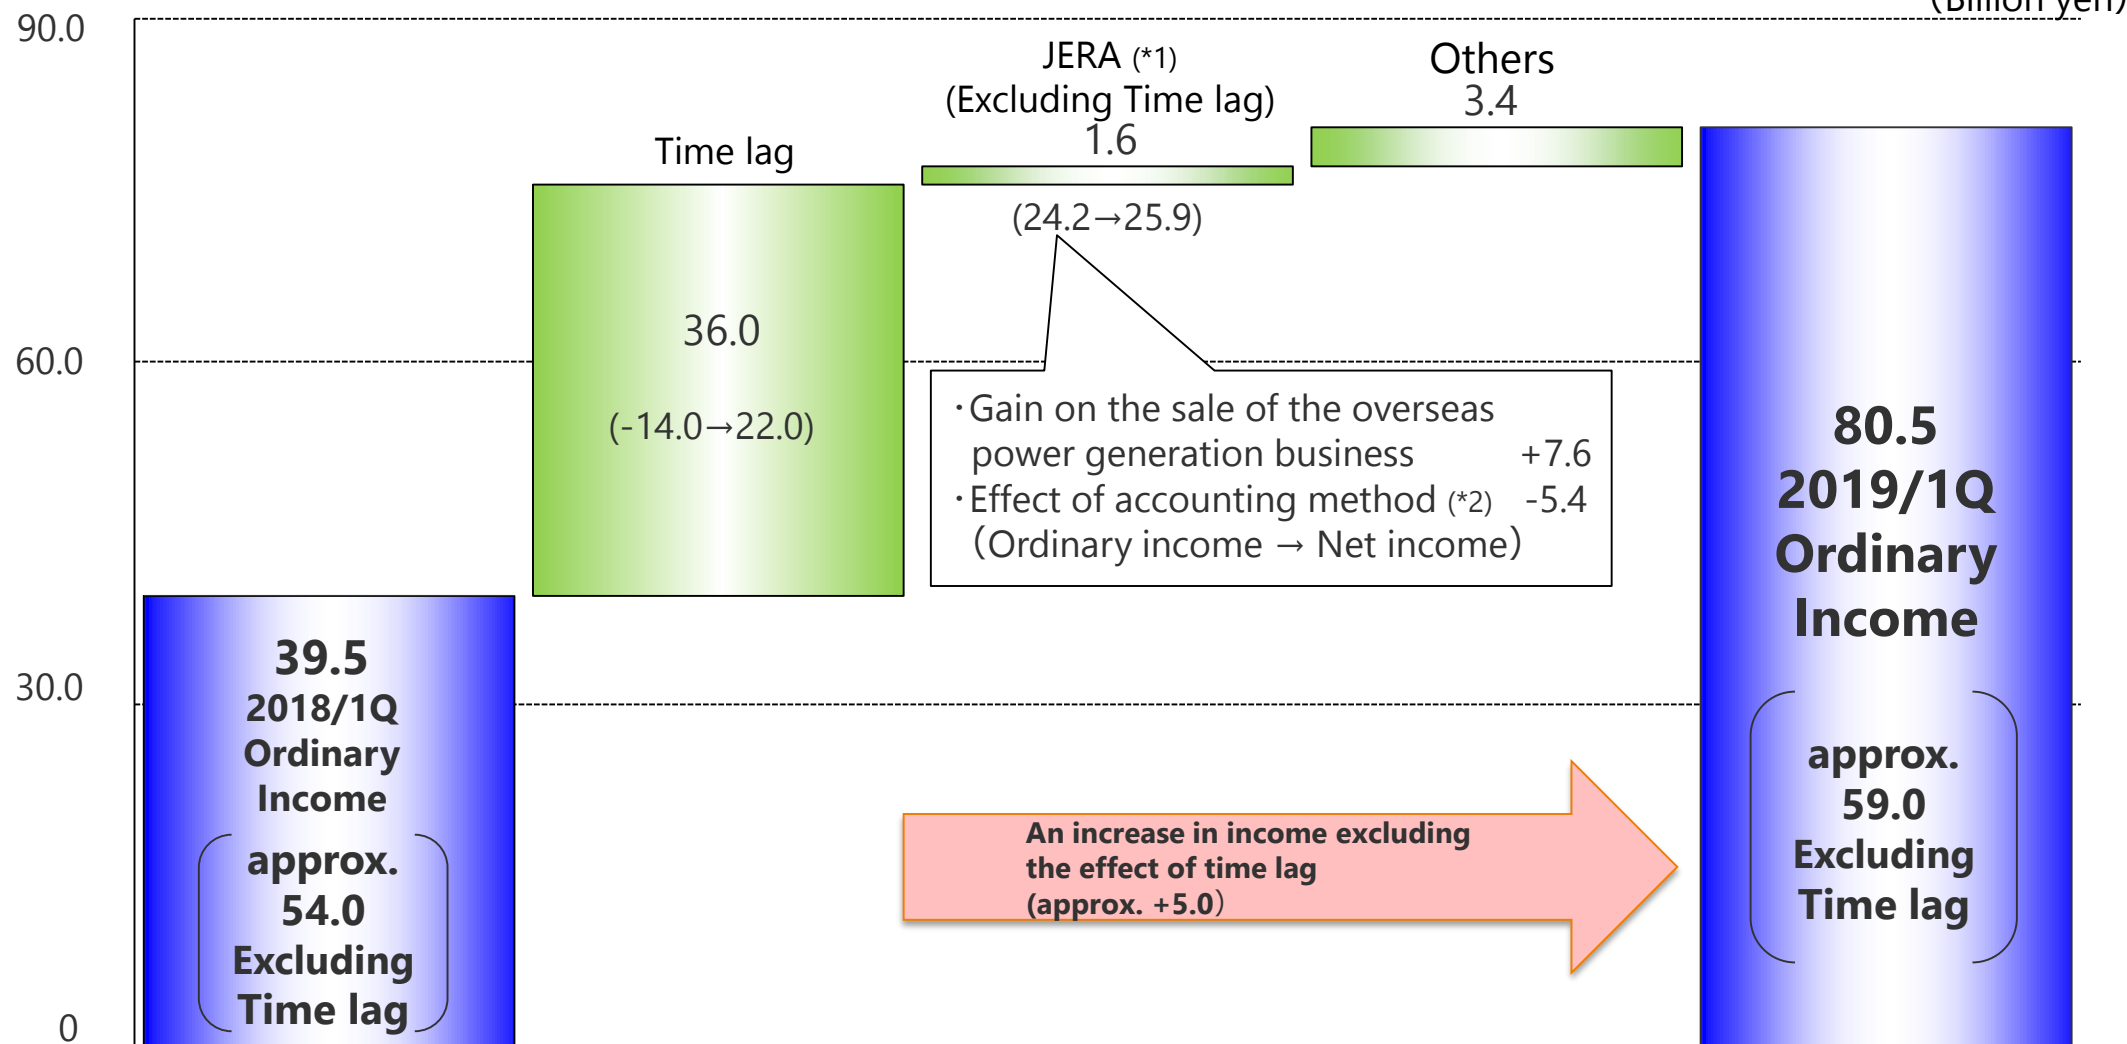 (Billion yen)
90.0
60.0
30.0
0
39.5
2018/1Q
Ordinary
Income
approx.
54.0
Excluding
Time lag
Time lag
36.0
(-14.0→22.0)
JERA (*1)
(Excluding Time lag)
1.6
(24.2→25.9)
・Gain on the sale of the overseas
power generation business +7.6
・Effect of accounting method (*2) -5.4
（Ordinary income → Net income）
Others
3.4
An increase in income excluding
the effect of time lag
(approx. +5.0）
80.5
2019/1Q
Ordinary
Income
approx.
59.0
Excluding
Time lag